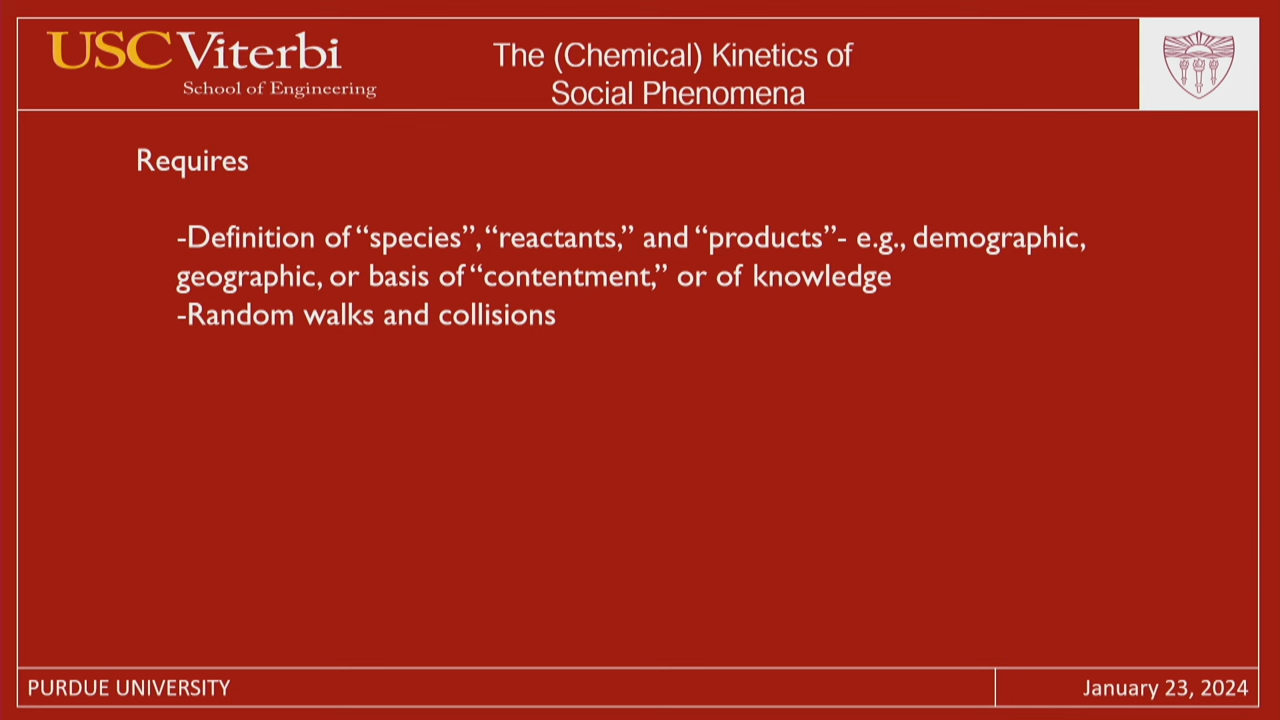 USC Viterbi
School of Engineering
The (Chemical) Kinetics of
Social Phenomena
Requires
-Definition of “species”, “reactants,” and “products”- e.g., demographic,
geographic, or basis of “contentment,” or of knowledge
-Random walks and collisions
PURDUE UNIVERSITY
January 23, 2024